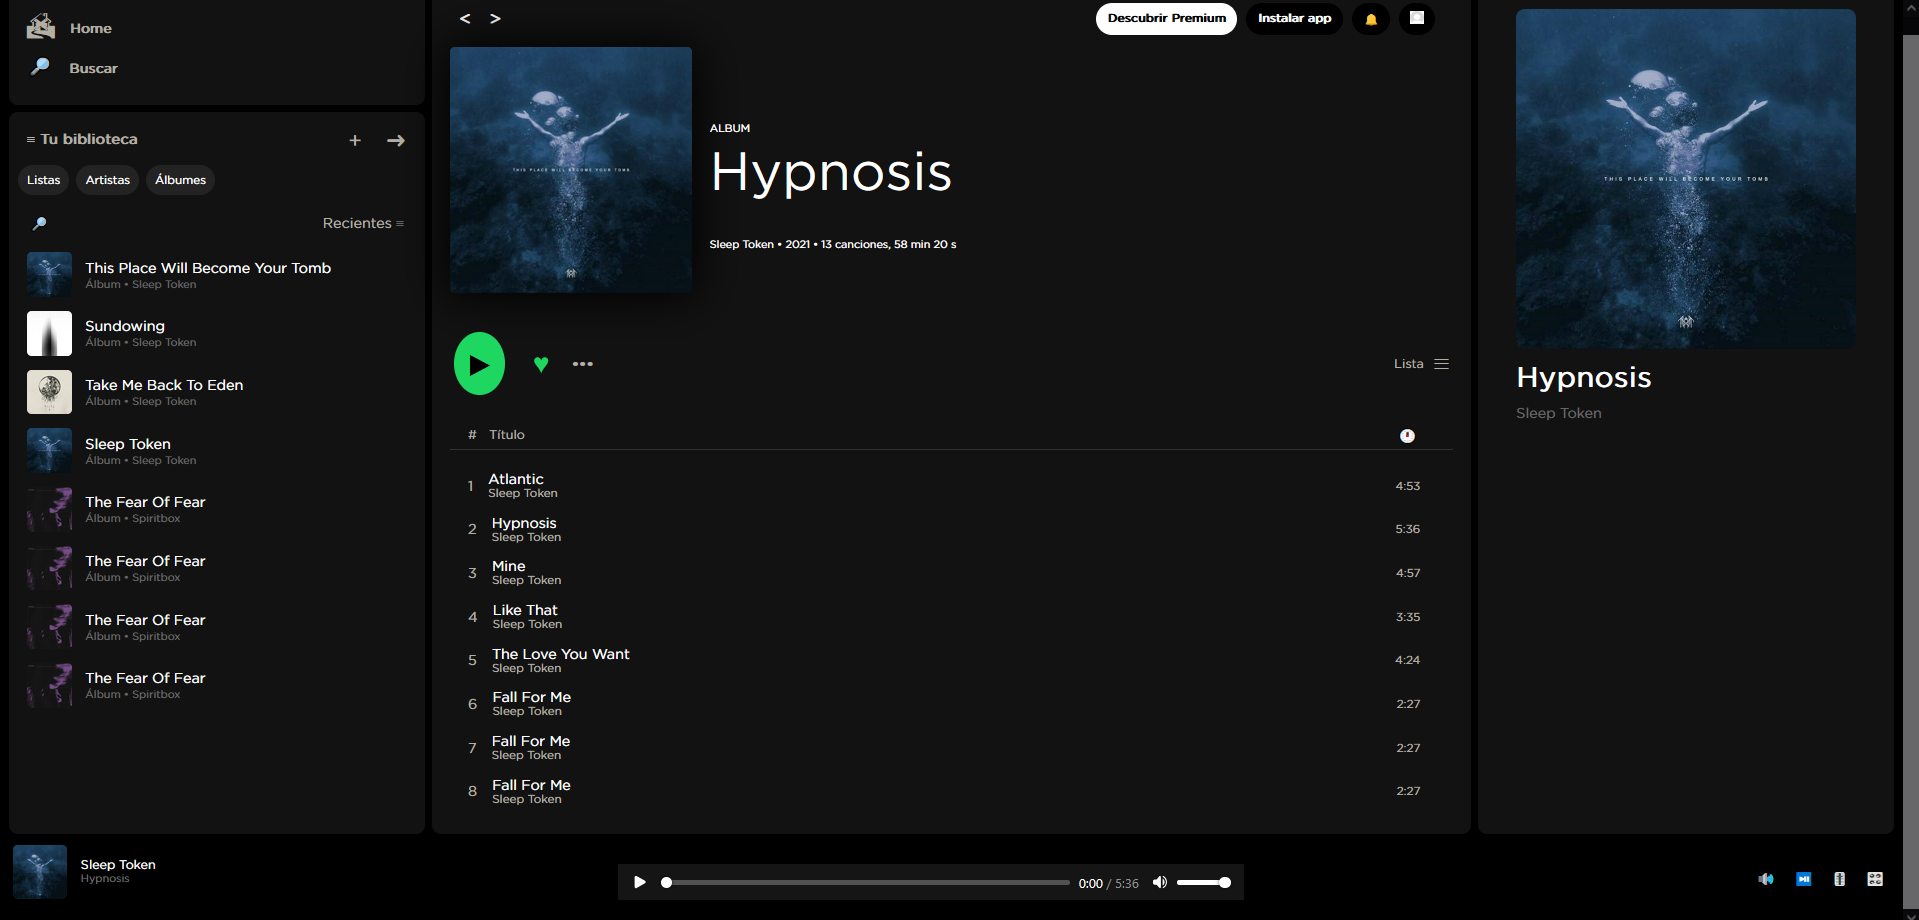 Home
Buscar
≡ Tu biblioteca + →
Listas Artistas Álbumes
Recientes ≡
This Place Will Become Your Tomb
Álbum • Sleep Token
Sundowing
Álbum • Sleep Token
Take Me Back To Eden
Álbum • Sleep Token
Sleep Token
Álbum • Sleep Token
The Fear Of Fear
Álbum • Spiritbox
The Fear Of Fear
Álbum • Spiritbox
The Fear Of Fear
Álbum • Spiritbox
The Fear Of Fear
Álbum • Spiritbox
< >
Descubrir Premium Instalar app
THIS PLACE WILL BECOME YOUR TOMB
ALBUM
Hypnosis
Sleep Token • 2021 • 13 canciones, 58 min 20 s
Lista
# Título
1 Atlantic 4:53
Sleep Token
2 Hypnosis 5:36
Sleep Token
3 Mine 4:57
Sleep Token
4 Like That 3:35
Sleep Token
5 The Love You Want 4:24
Sleep Token
6 Fall For Me 2:27
Sleep Token
7 Fall For Me 2:27
Sleep Token
8 Fall For Me 2:27
Sleep Token
THIS PLACE WILL BECOME YOUR TOMB
Hypnosis
Sleep Token
Sleep Token
Hypnosis
0:00 / 5:36